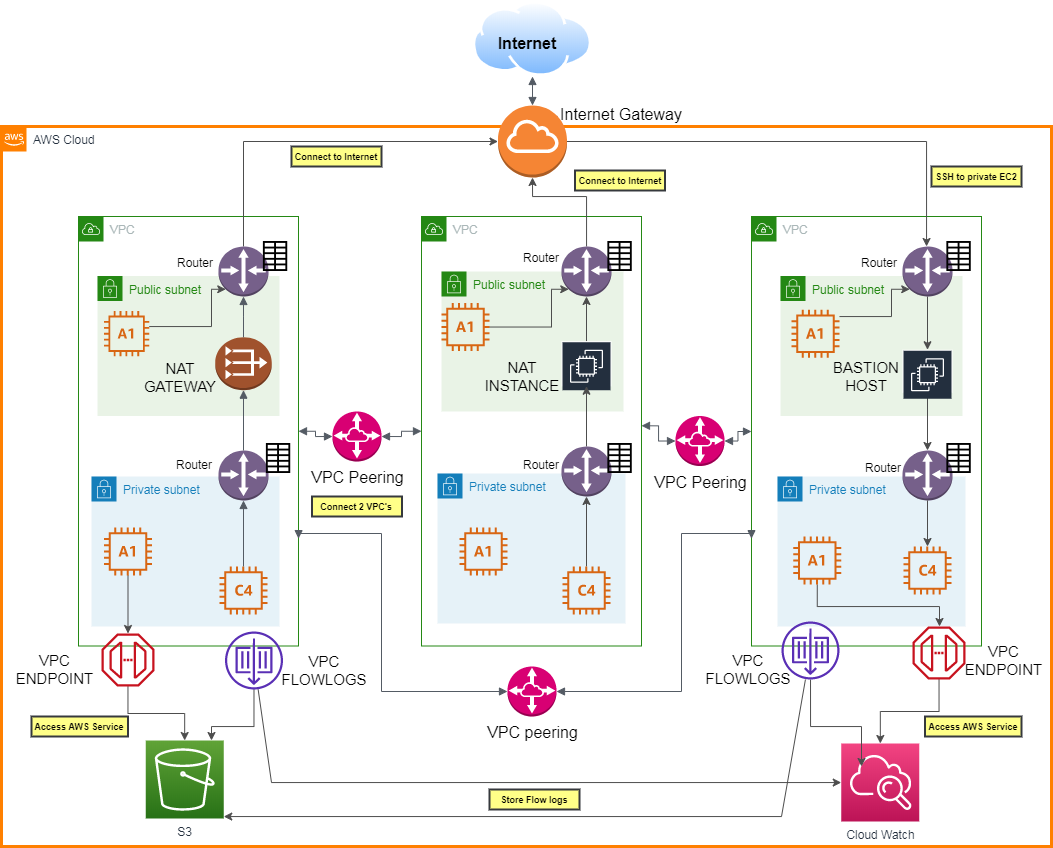 Internet
Internet Gateway
aws
AWS Cloud
Connect to Internet
Connect to Internet
SSH to private EC2
VPC
VPC
VPC
Router
Router
Router
Public subnet
Public subnet
Public subnet
A1
A1
A1
NAT
GATEWAY
NAT
INSTANCE
BASTION
HOST
VPC Peering
VPC Peering
Connect 2 VPC's
Router
Router
Router
Private subnet
Private subnet
Private subnet
A1
C4
A1
C4
A1
C4
VPC
ENDPOINT
VPC
FLOWLOGS
VPC
FLOWLOGS
VPC
ENDPOINT
VPC peering
Access AWS Service
Access AWS Service
Store Flow logs
S3
Cloud Watch